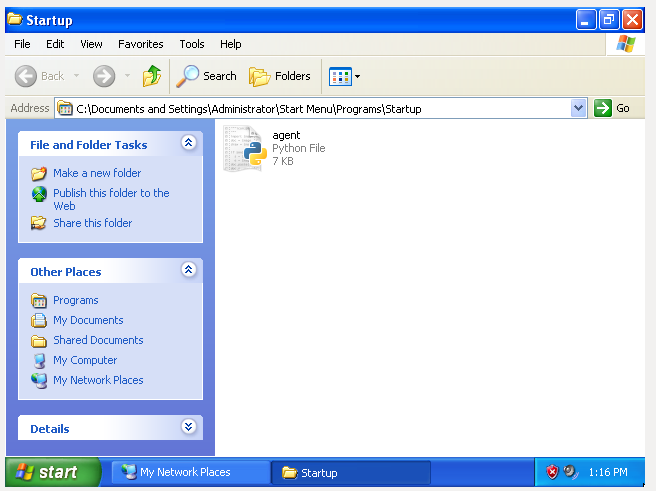 Startup
File Edit View Favorites Tools Help
Back Search Folders
Address C:\Documents and Settings\Administrator\Start Menu\Programs\Startup Go
File and Folder Tasks
Make a new folder
Publish this folder to the
Web
Share this folder
Other Places
Programs
My Documents
Shared Documents
My Computer
My Network Places
Details
agent
Python File
7 KB
start My Network Places Startup 1:16 PM